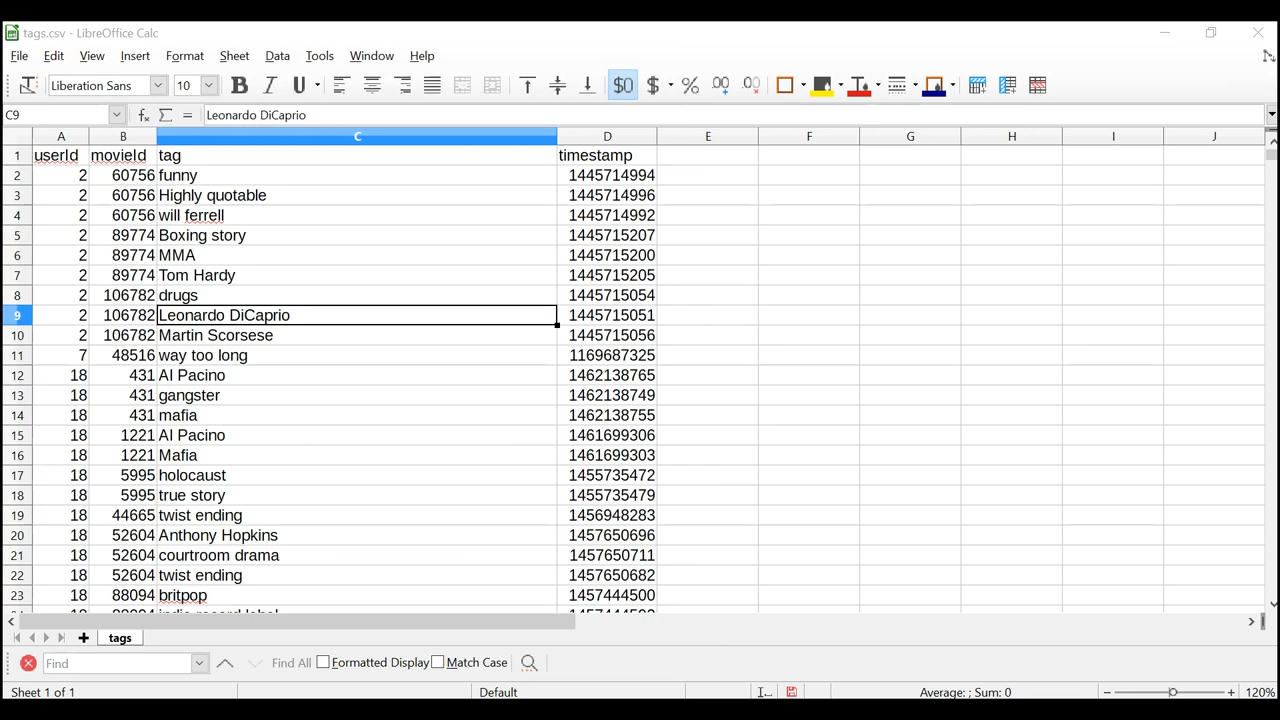 tags.csv - LibreOffice Calc
File Edit View Insert Format Sheet Data Tools Window Help
Liberation Sans 10
C9 Leonardo DiCaprio
A B C D E F G H I J
1 userId movieId tag timestamp
2 2 60756 funny 1445714994
3 2 60756 Highly quotable 1445714996
4 2 60756 will ferrell 1445714992
5 2 89774 Boxing story 1445715207
6 2 89774 MMA 1445715200
7 2 89774 Tom Hardy 1445715205
8 2 106782 drugs 1445715054
9 2 106782 Leonardo DiCaprio 1445715051
10 2 106782 Martin Scorsese 1445715056
11 7 48516 way too long 1169687325
12 18 431 Al Pacino 1462138765
13 18 431 gangster 1462138749
14 18 431 mafia 1462138755
15 18 1221 Al Pacino 1461699306
16 18 1221 Mafia 1461699303
17 18 5995 holocaust 1455735472
18 18 5995 true story 1455735479
19 18 44665 twist ending 1456948283
20 18 52604 Anthony Hopkins 1457650696
21 18 52604 courtroom drama 1457650711
22 18 52604 twist ending 1457650682
23 18 88094 britpop 1457444500
tags
Find Find All Formatted Display Match Case
Sheet 1 of 1 Default Average: ; Sum: 0 120%